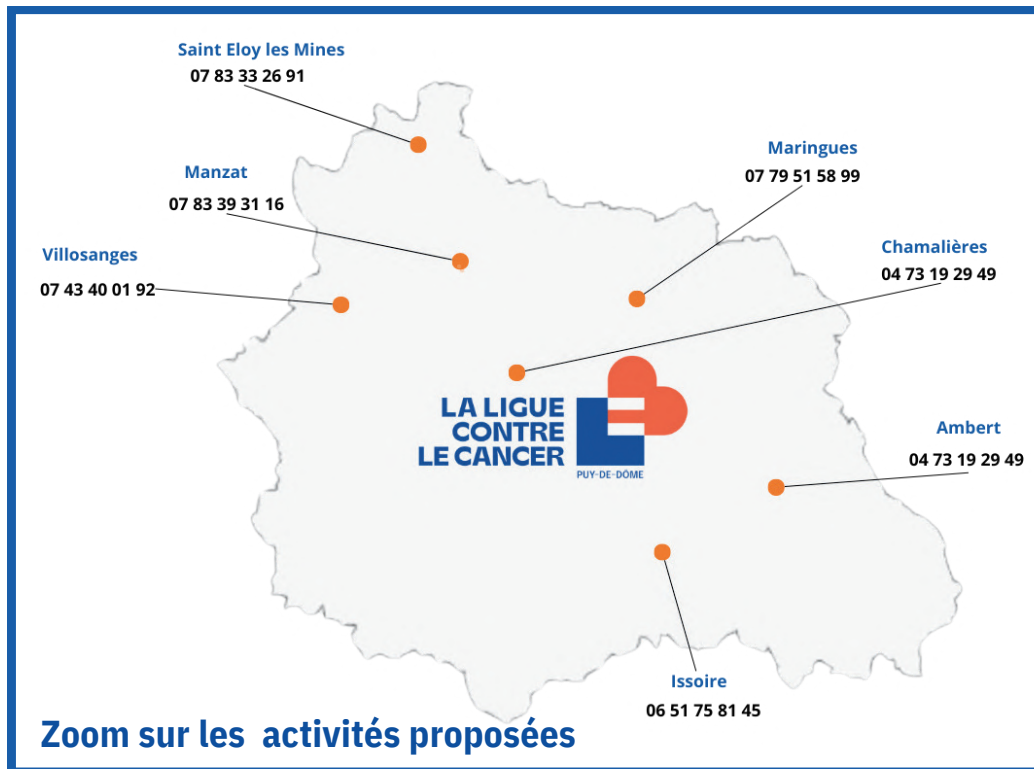 Saint Eloy les Mines
07 83 33 26 91
Maringues
07 79 51 58 99
Manzat
07 83 39 31 16
Chamalières
04 73 19 29 49
Villosanges
07 43 40 01 92
LA LIGUE
CONTRE
LE CANCER
PUY-DE-DÔME
Ambert
04 73 19 29 49
Issoire
06 51 75 81 45
Zoom sur les activités proposées